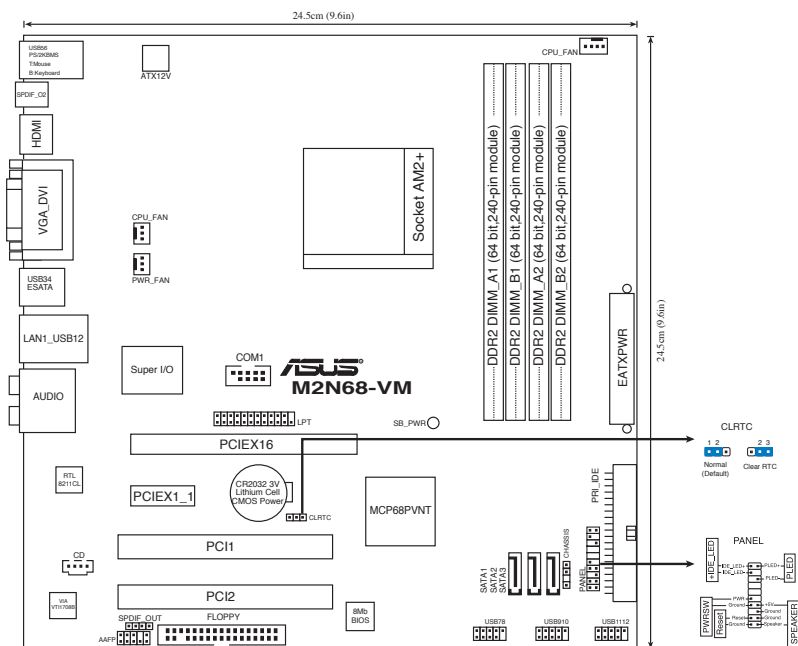 24.5cm (9.6in)
USB56
PS/2KBMS
T:Mouse
B:Keyboard
ATX12V
CPU_FAN
SPDIF_O2
HDMI
VGA_DVI
Socket AM2+
DDR2 DIMM_A1 (64 bit,240-pin module)
DDR2 DIMM_B1 (64 bit,240-pin module)
DDR2 DIMM_A2 (64 bit,240-pin module)
DDR2 DIMM_B2 (64 bit,240-pin module)
CPU_FAN
PWR_FAN
USB34
ESATA
24.5cm (9.6in)
EATXPWR
LAN1_USB12
Super I/O
COM1
ASUS
M2N68-VM
AUDIO
LPT
SB_PWR
PCIEX16
CLRTC
1 2
2 3
Normal
(Default)
Clear RTC
RTL
8211CL
PCIEX1_1
CR2032 3V
Lithium Cell
CMOS Power
CLRTC
MCP68PVNT
PRI_IDE
PCI1
CD
SATA1
SATA2
SATA3
CHASSIS
PANEL
PANEL
+IDE_LED
IDE_LED+
IDE_LED-
PLED+
PLED-
PLED
PWRSW
PWR
Ground
Reset
Reset
Ground
+5V
Ground
Ground
Speaker
SPEAKER
PCI2
VIA
VT1708B
8Mb
BIOS
SPDIF_OUT
FLOPPY
AAFP
USB78
USB910
USB1112